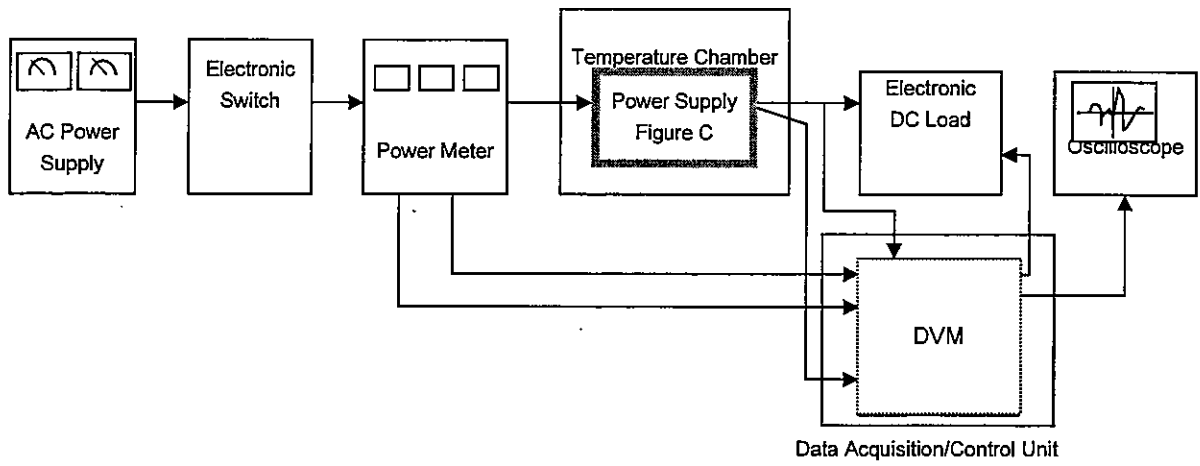 AC Power
Supply
Electronic
Switch
Power Meter
Temperature Chamber
Power Supply
Figure C
Electronic
DC Load
Oscilloscope
DVM
Data Acquisition/Control Unit